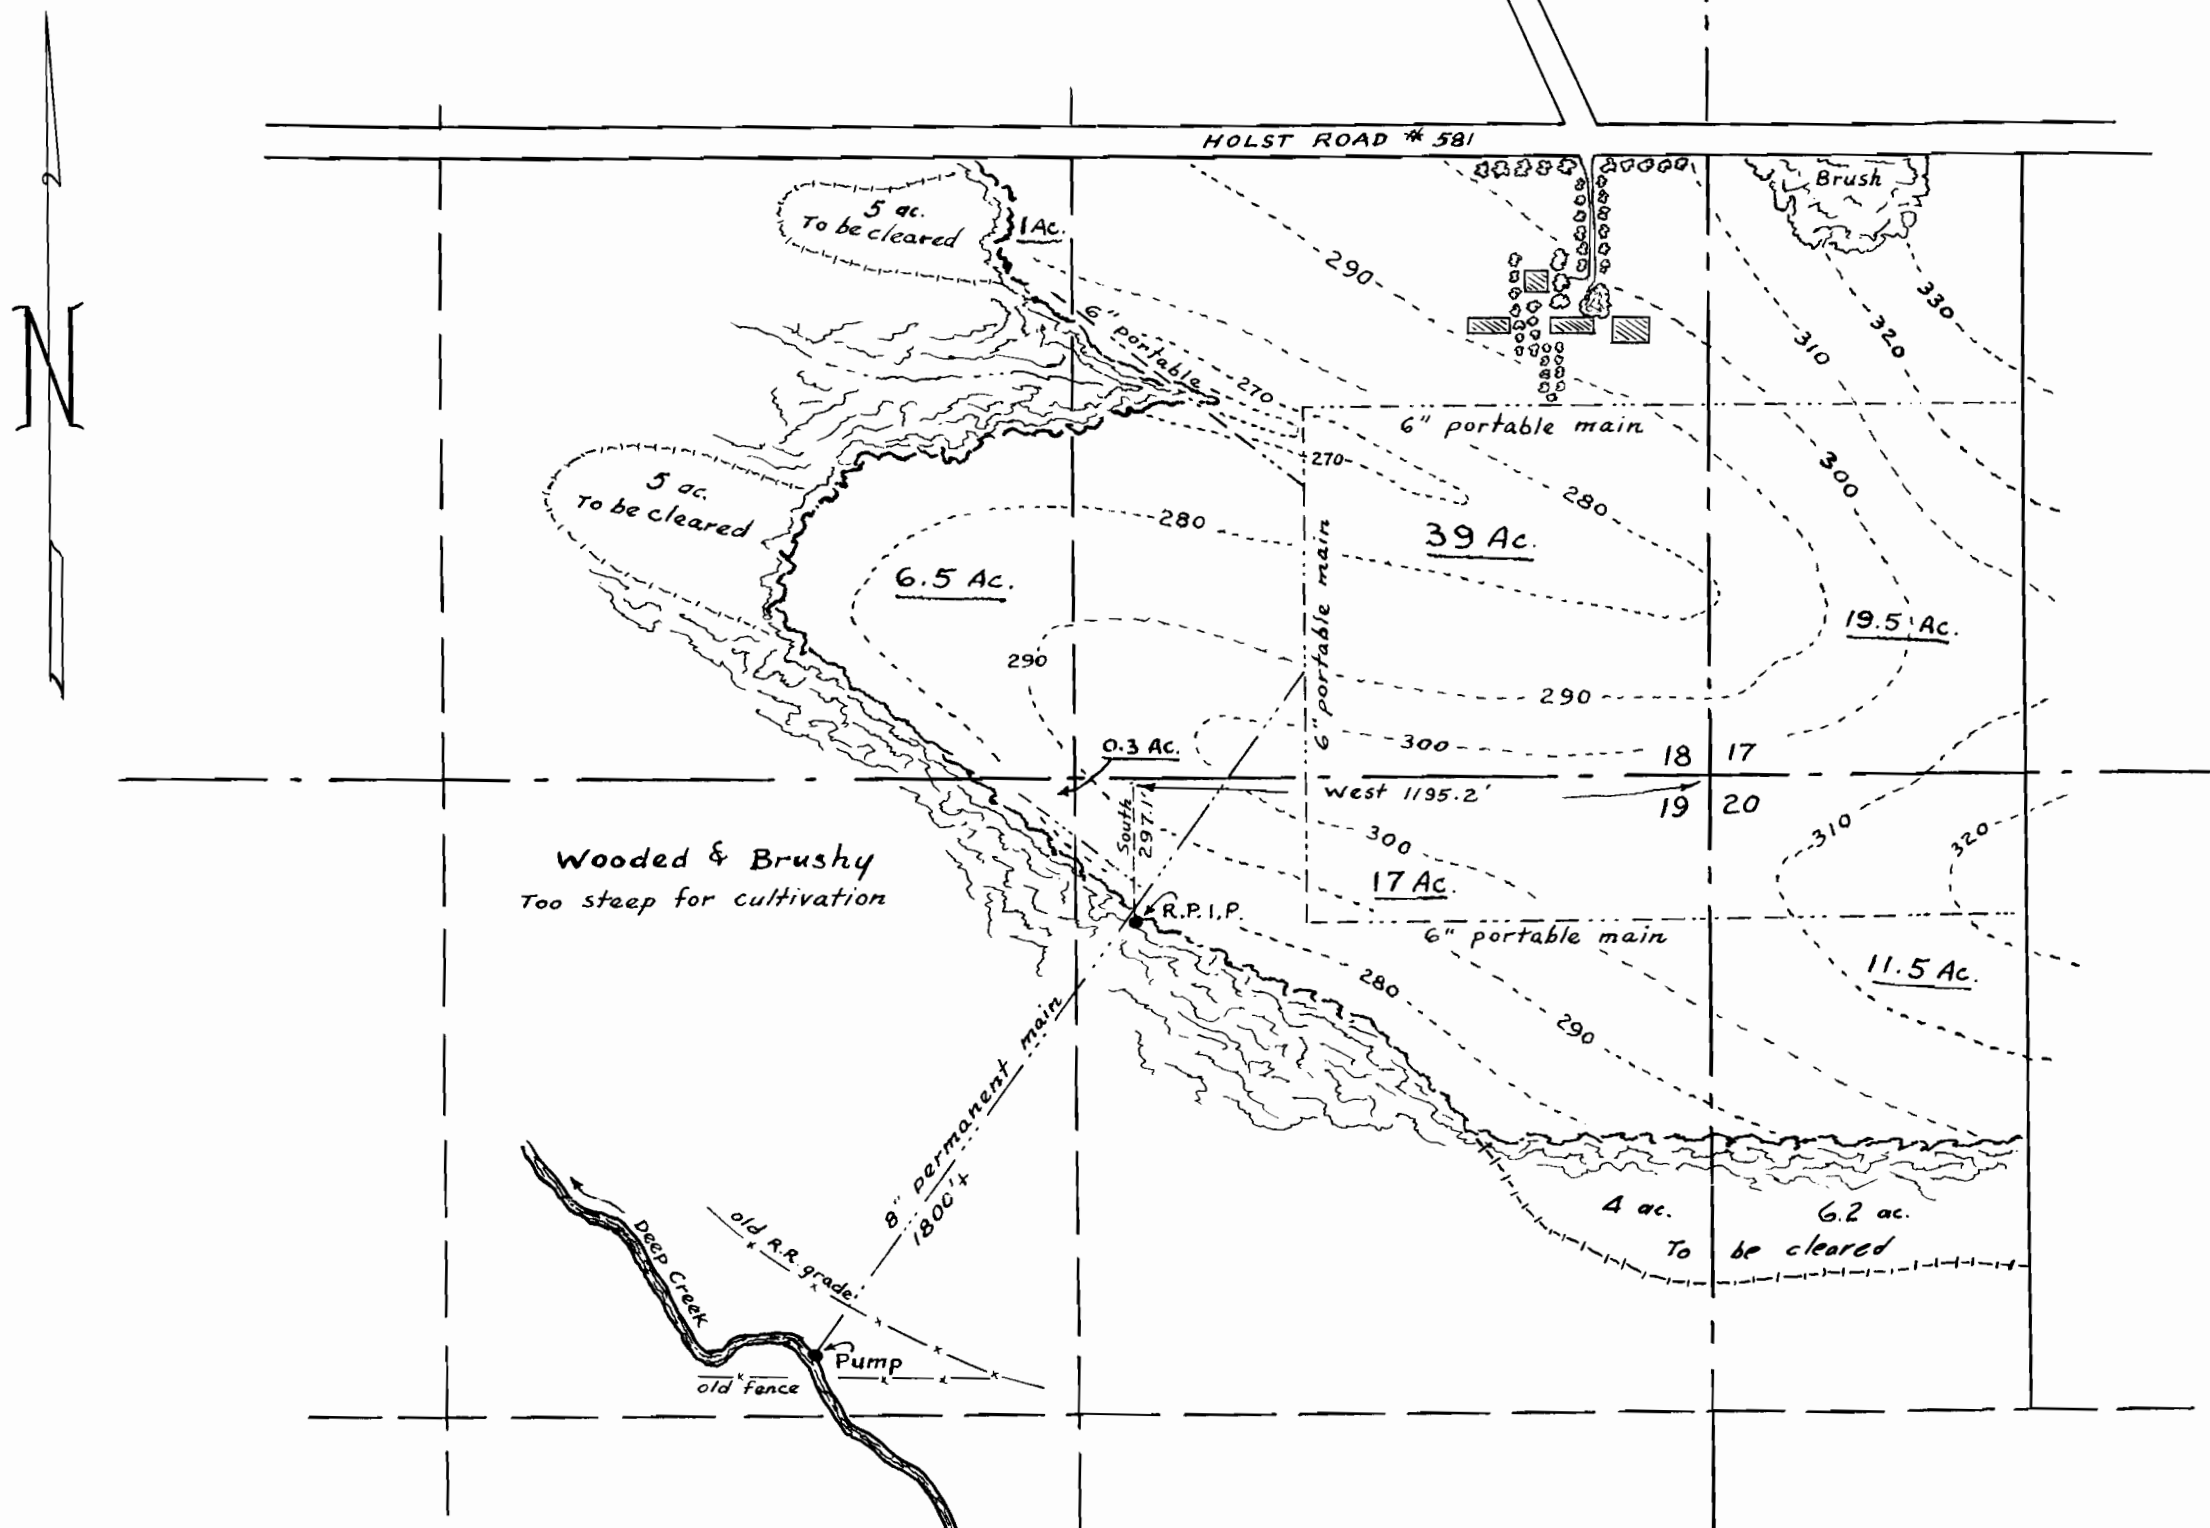 HOLST ROAD # 581
5 ac.
To be cleared
1 Ac.
Brush
290
330
320
310
6" portable
270
6" portable main
270
300
280
5 ac.
To be cleared
280
39 Ac.
6.5 Ac.
6" portable main
19.5 Ac.
290
290
300
0.3 Ac.
18 17
19 20
West 1195.2'
South
297.1'
N
300
310
320
Wooded & Brushy
Too steep for cultivation
17 Ac.
R.P.I.P.
6" portable main
11.5 Ac.
280
290
8" permanent main
1800'±
4 ac.
6.2 ac.
To be cleared
old R.R. grade
Deep Creek
Pump
old fence